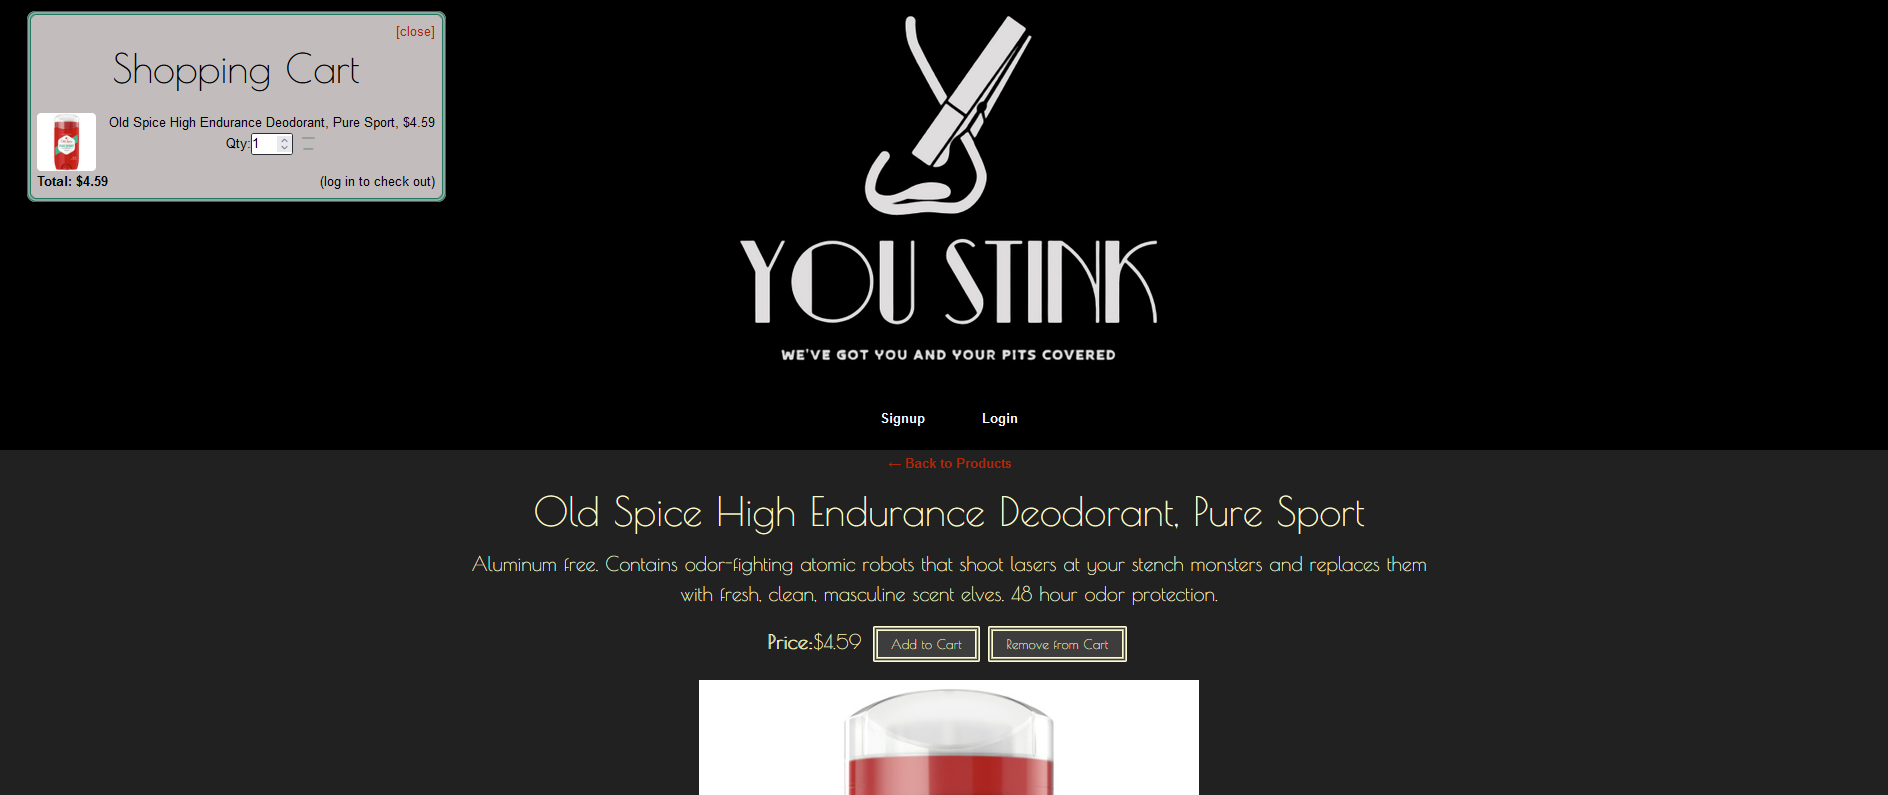 [close]
Shopping Cart
Old Spice High Endurance Deodorant, Pure Sport, $4.59
Qty: 1
Total: $4.59
(log in to check out)
YOU STINK
WE'VE GOT YOU AND YOUR PITS COVERED
Signup
Login
← Back to Products
Old Spice High Endurance Deodorant, Pure Sport
Aluminum free. Contains odor-fighting atomic robots that shoot lasers at your stench monsters and replaces them
with fresh, clean, masculine scent elves. 48 hour odor protection.
Price:$4.59
Add to Cart
Remove from Cart